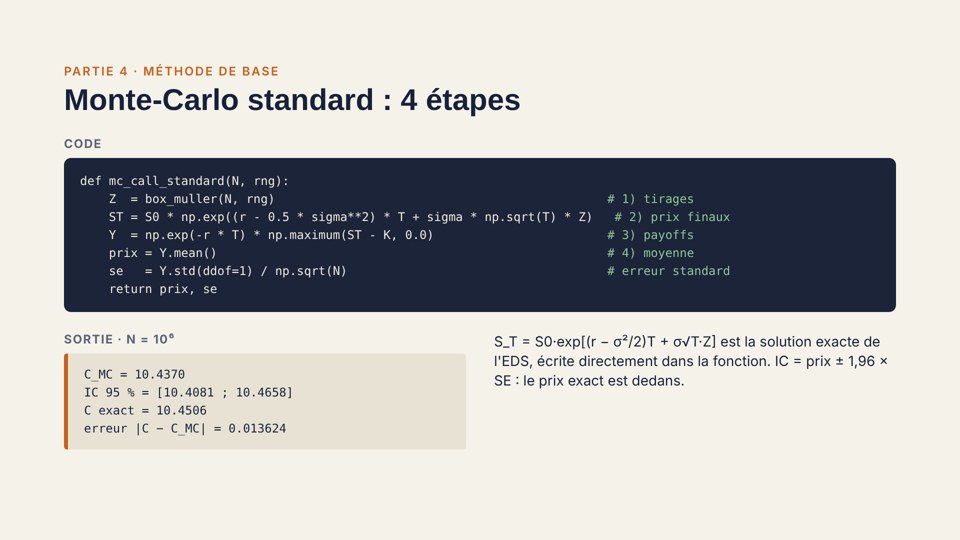 PARTIE 4 · MÉTHODE DE BASE
Monte-Carlo standard : 4 étapes
CODE
def mc_call_standard(N, rng):
    Z  = box_muller(N, rng)                                              # 1) tirages
    ST = S0 * np.exp((r - 0.5 * sigma**2) * T + sigma * np.sqrt(T) * Z)   # 2) prix finaux
    Y  = np.exp(-r * T) * np.maximum(ST - K, 0.0)                        # 3) payoffs
    prix = Y.mean()                                                      # 4) moyenne
    se   = Y.std(ddof=1) / np.sqrt(N)                                    # erreur standard
    return prix, se
SORTIE · N = 10⁶
C_MC = 10.4370
IC 95 % = [10.4081 ; 10.4658]
C exact = 10.4506
erreur |C − C_MC| = 0.013624
S_T = S0·exp[(r − σ²/2)T + σ√T·Z] est la solution exacte de
l'EDS, écrite directement dans la fonction. IC = prix ± 1,96 ×
SE : le prix exact est dedans.